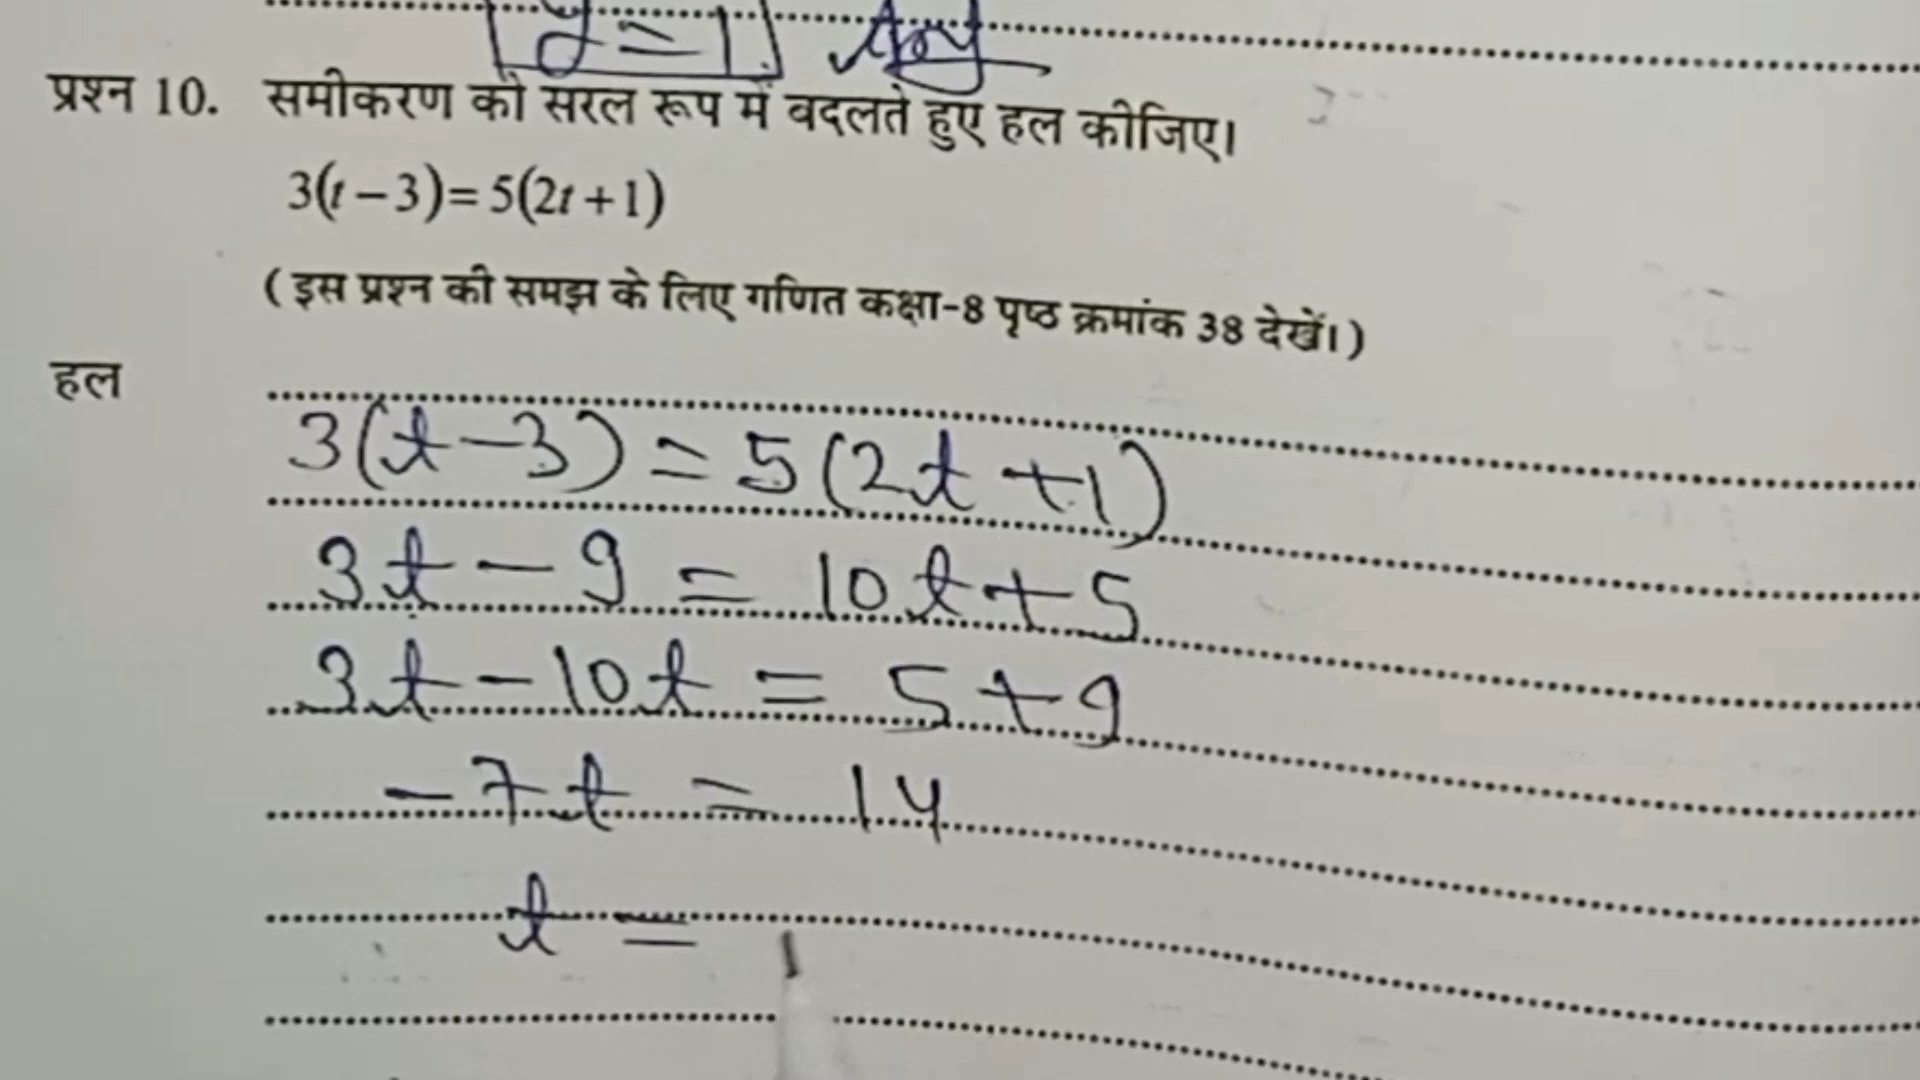 y = 1 Ans
प्रश्न 10. समीकरण को सरल रूप में बदलते हुए हल कीजिए।
3(t-3)=5(2t+1)
(इस प्रश्न की समझ के लिए गणित कक्षा-8 पृष्ठ क्रमांक 38 देखें।)
हल
3(t-3) = 5(2t+1)
3t - 9 = 10t+5
3t-10t = 5+9
-7t = 14
t =